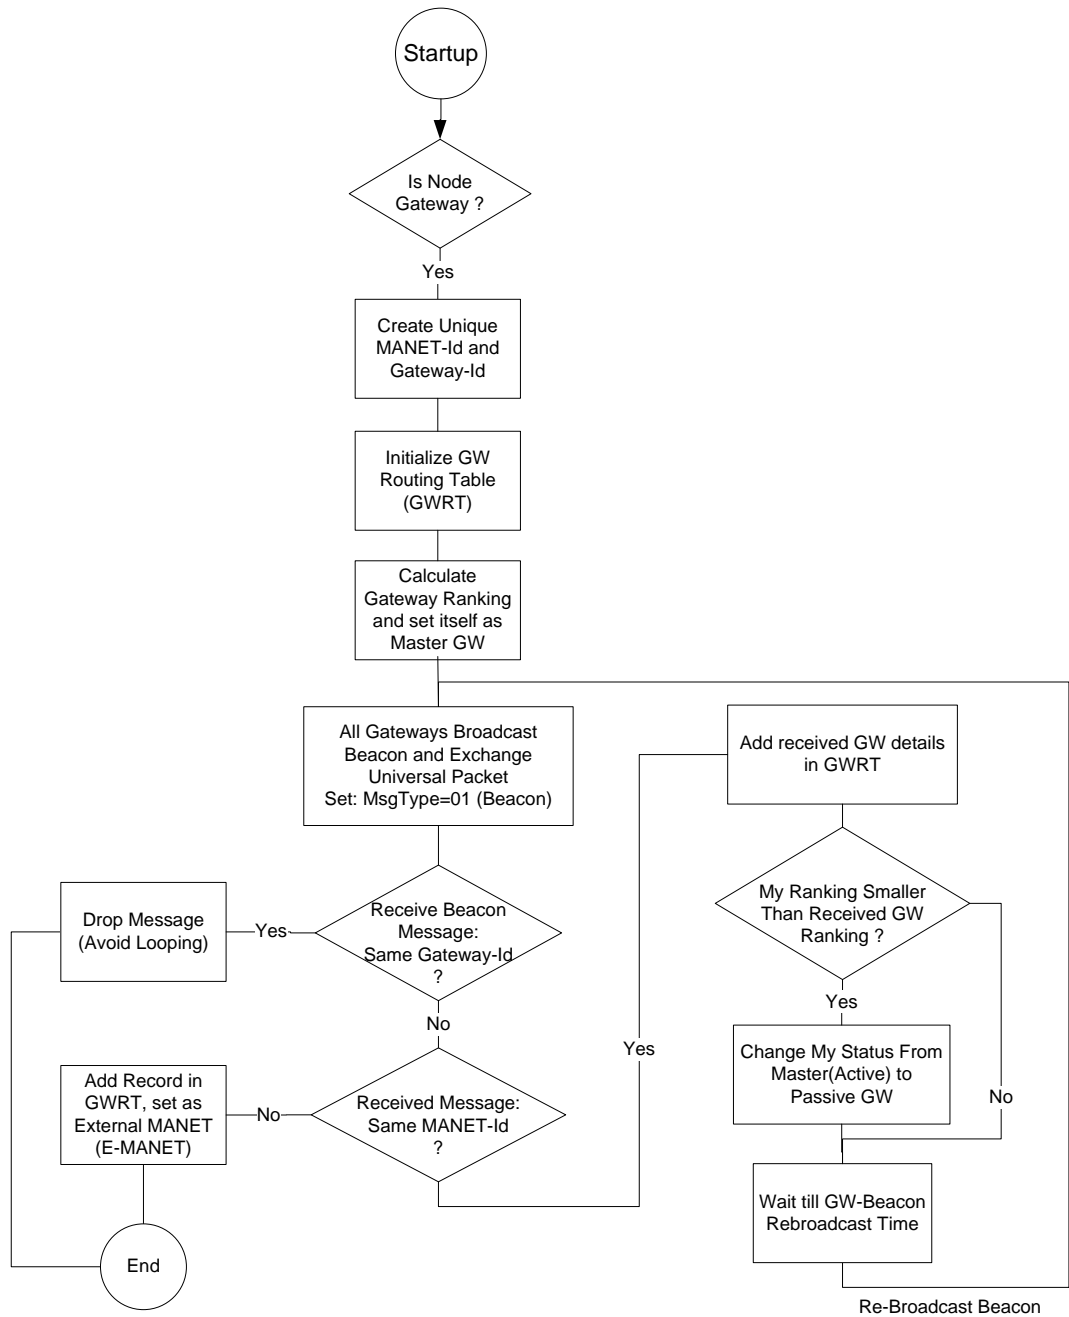 Startup
Is Node
Gateway ?
Yes
Create Unique
MANET-Id and
Gateway-Id
Initialize GW
Routing Table
(GWRT)
Calculate
Gateway Ranking
and set itself as
Master GW
All Gateways Broadcast
Beacon and Exchange
Universal Packet
Set: MsgType=01 (Beacon)
Receive Beacon
Message:
Same Gateway-Id
?
Yes
Drop Message
(Avoid Looping)
No
Received Message:
Same MANET-Id
?
No
Add Record in
GWRT, set as
External MANET
(E-MANET)
End
Yes
Add received GW details
in GWRT
My Ranking Smaller
Than Received GW
Ranking ?
Yes
Change My Status From
Master(Active) to
Passive GW
No
Wait till GW-Beacon
Rebroadcast Time
Re-Broadcast Beacon